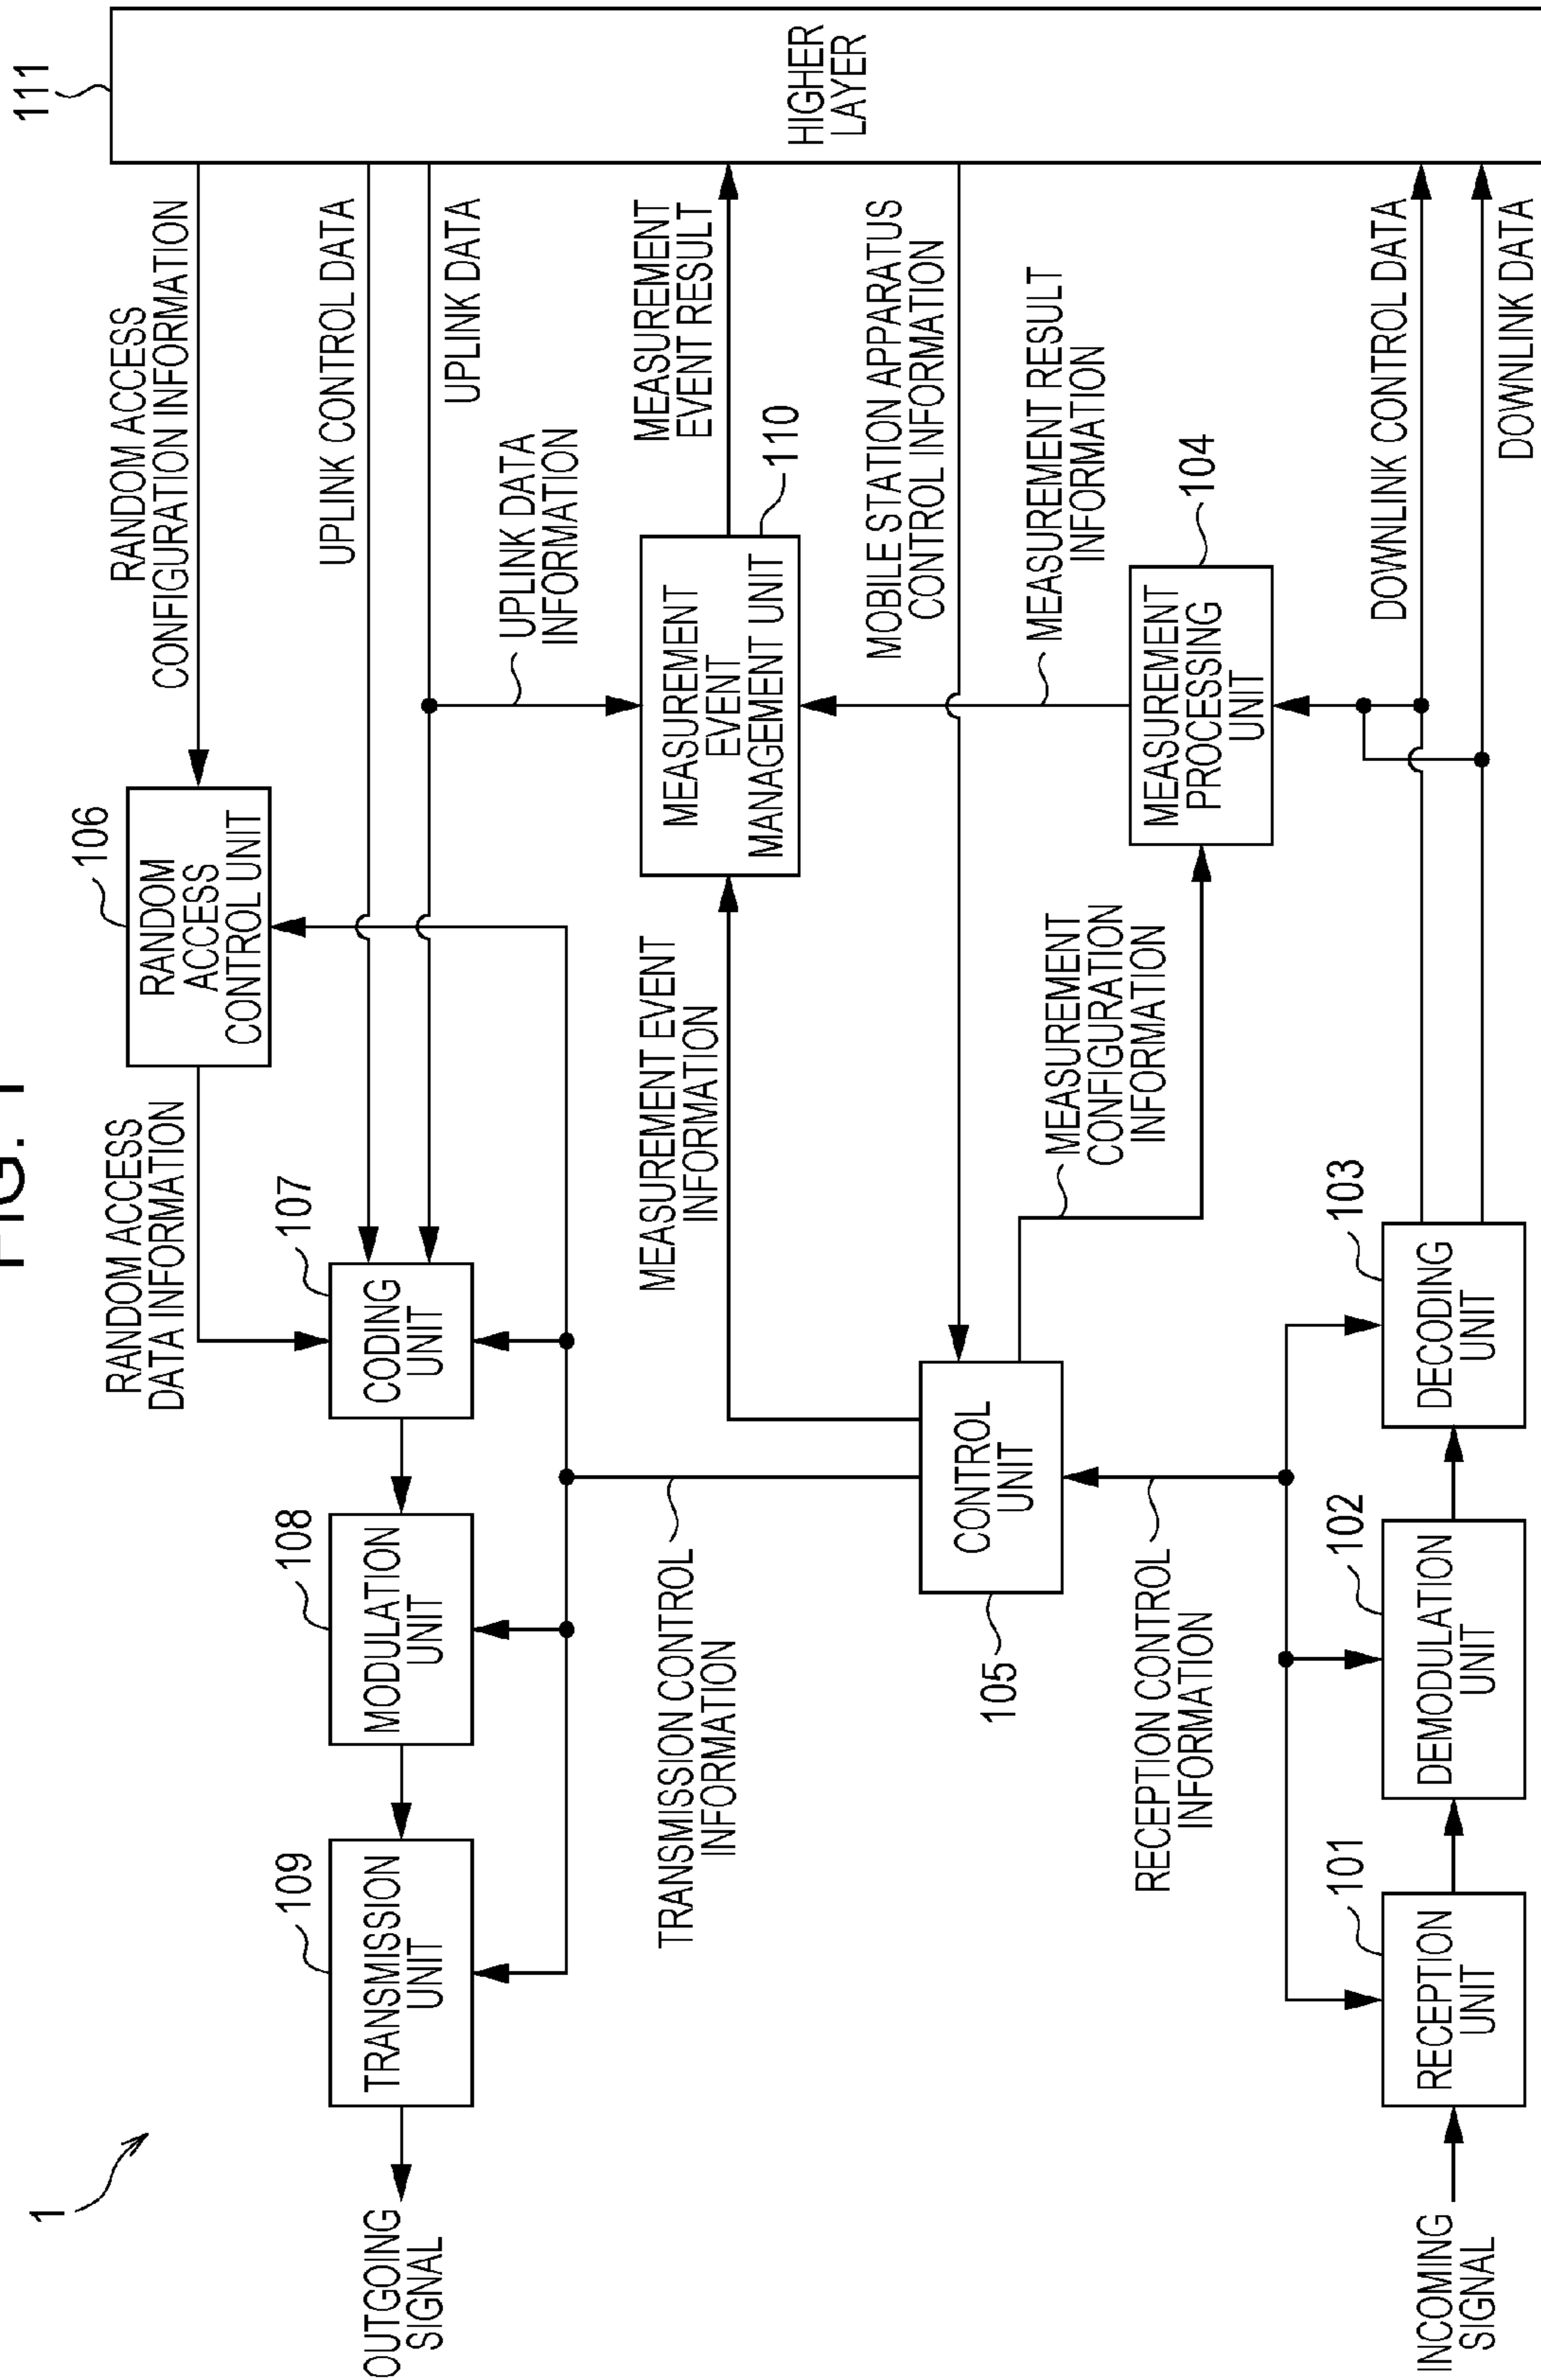 FIG. 1
1
111
HIGHER
LAYER
RANDOM ACCESS
CONFIGURATION INFORMATION
106
RANDOM
ACCESS
CONTROL UNIT
RANDOM ACCESS
DATA INFORMATION
UPLINK CONTROL DATA
UPLINK DATA
107
CODING
UNIT
108
MODULATION
UNIT
109
TRANSMISSION
UNIT
OUTGOING
SIGNAL
UPLINK DATA
INFORMATION
MEASUREMENT
EVENT RESULT
110
MEASUREMENT
EVENT
MANAGEMENT UNIT
MEASUREMENT EVENT
INFORMATION
TRANSMISSION CONTROL
INFORMATION
MOBILE STATION APPARATUS
CONTROL INFORMATION
CONTROL
UNIT
105
MEASUREMENT RESULT
INFORMATION
MEASUREMENT
CONFIGURATION
INFORMATION
104
MEASUREMENT
PROCESSING
UNIT
RECEPTION CONTROL
INFORMATION
DOWNLINK CONTROL DATA
DOWNLINK DATA
103
DECODING
UNIT
102
DEMODULATION
UNIT
101
RECEPTION
UNIT
INCOMING
SIGNAL